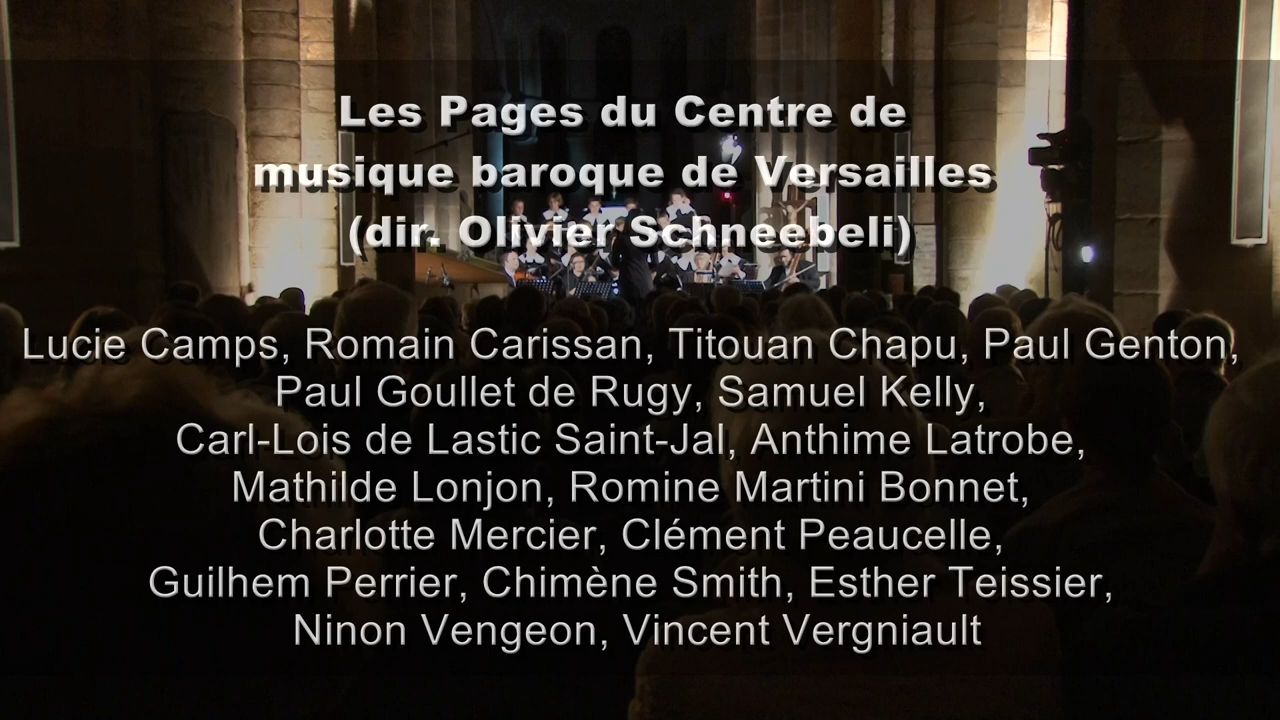 Les Pages du Centre de
musique baroque de Versailles
(dir. Olivier Schneebeli)
Lucie Camps, Romain Carissan, Titouan Chapu, Paul Genton,
Paul Goullet de Rugy, Samuel Kelly,
Carl-Lois de Lastic Saint-Jal, Anthime Latrobe,
Mathilde Lonjon, Romine Martini Bonnet,
Charlotte Mercier, Clément Peaucelle,
Guilhem Perrier, Chimène Smith, Esther Teissier,
Ninon Vengeon, Vincent Vergniault